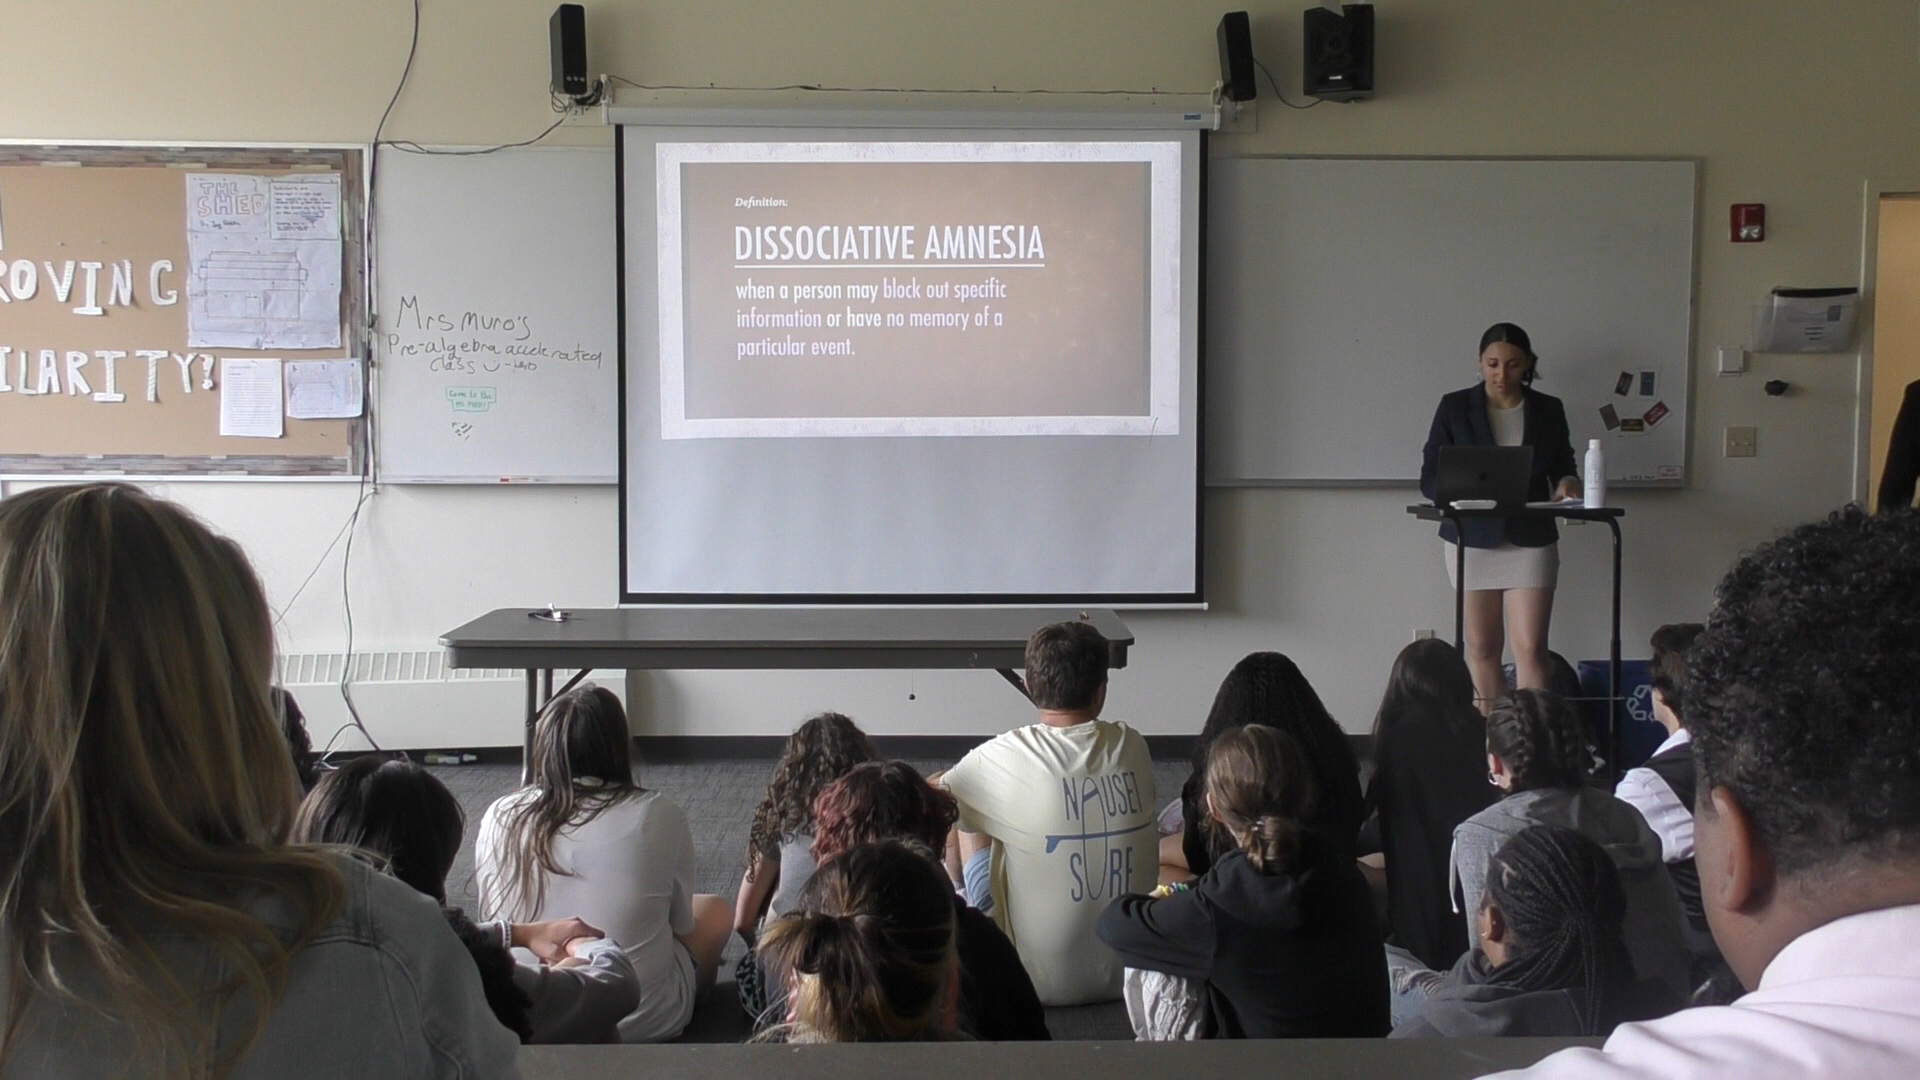 THE
SHED
ROVING
ILARITY?
Mrs Muro's
Pre-algebra accelerated
class
Definition:
DISSOCIATIVE AMNESIA
when a person may block out specific
information or have no memory of a
particular event.
NAUSET
SURF